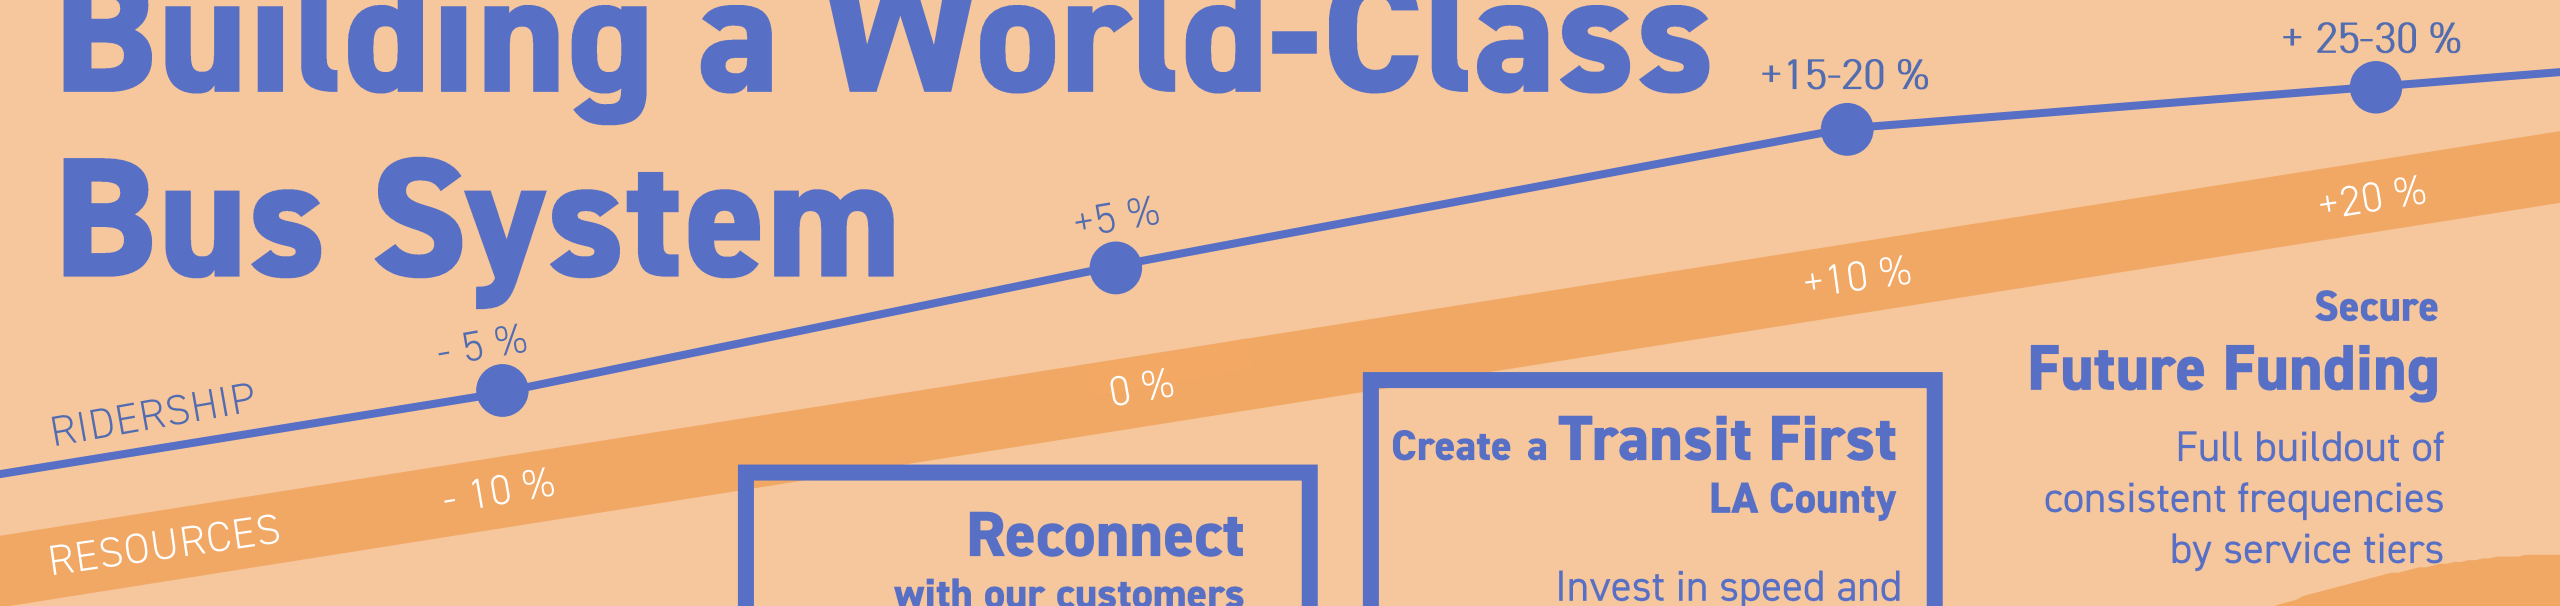 Building a World-Class
Bus System
+ 25-30 %
+15-20 %
+5 %
- 5 %
RIDERSHIP
+20 %
+10 %
0 %
- 10 %
RESOURCES
Reconnect
with our customers
Create a Transit First
LA County
Invest in speed and
Secure
Future Funding
Full buildout of
consistent frequencies
by service tiers